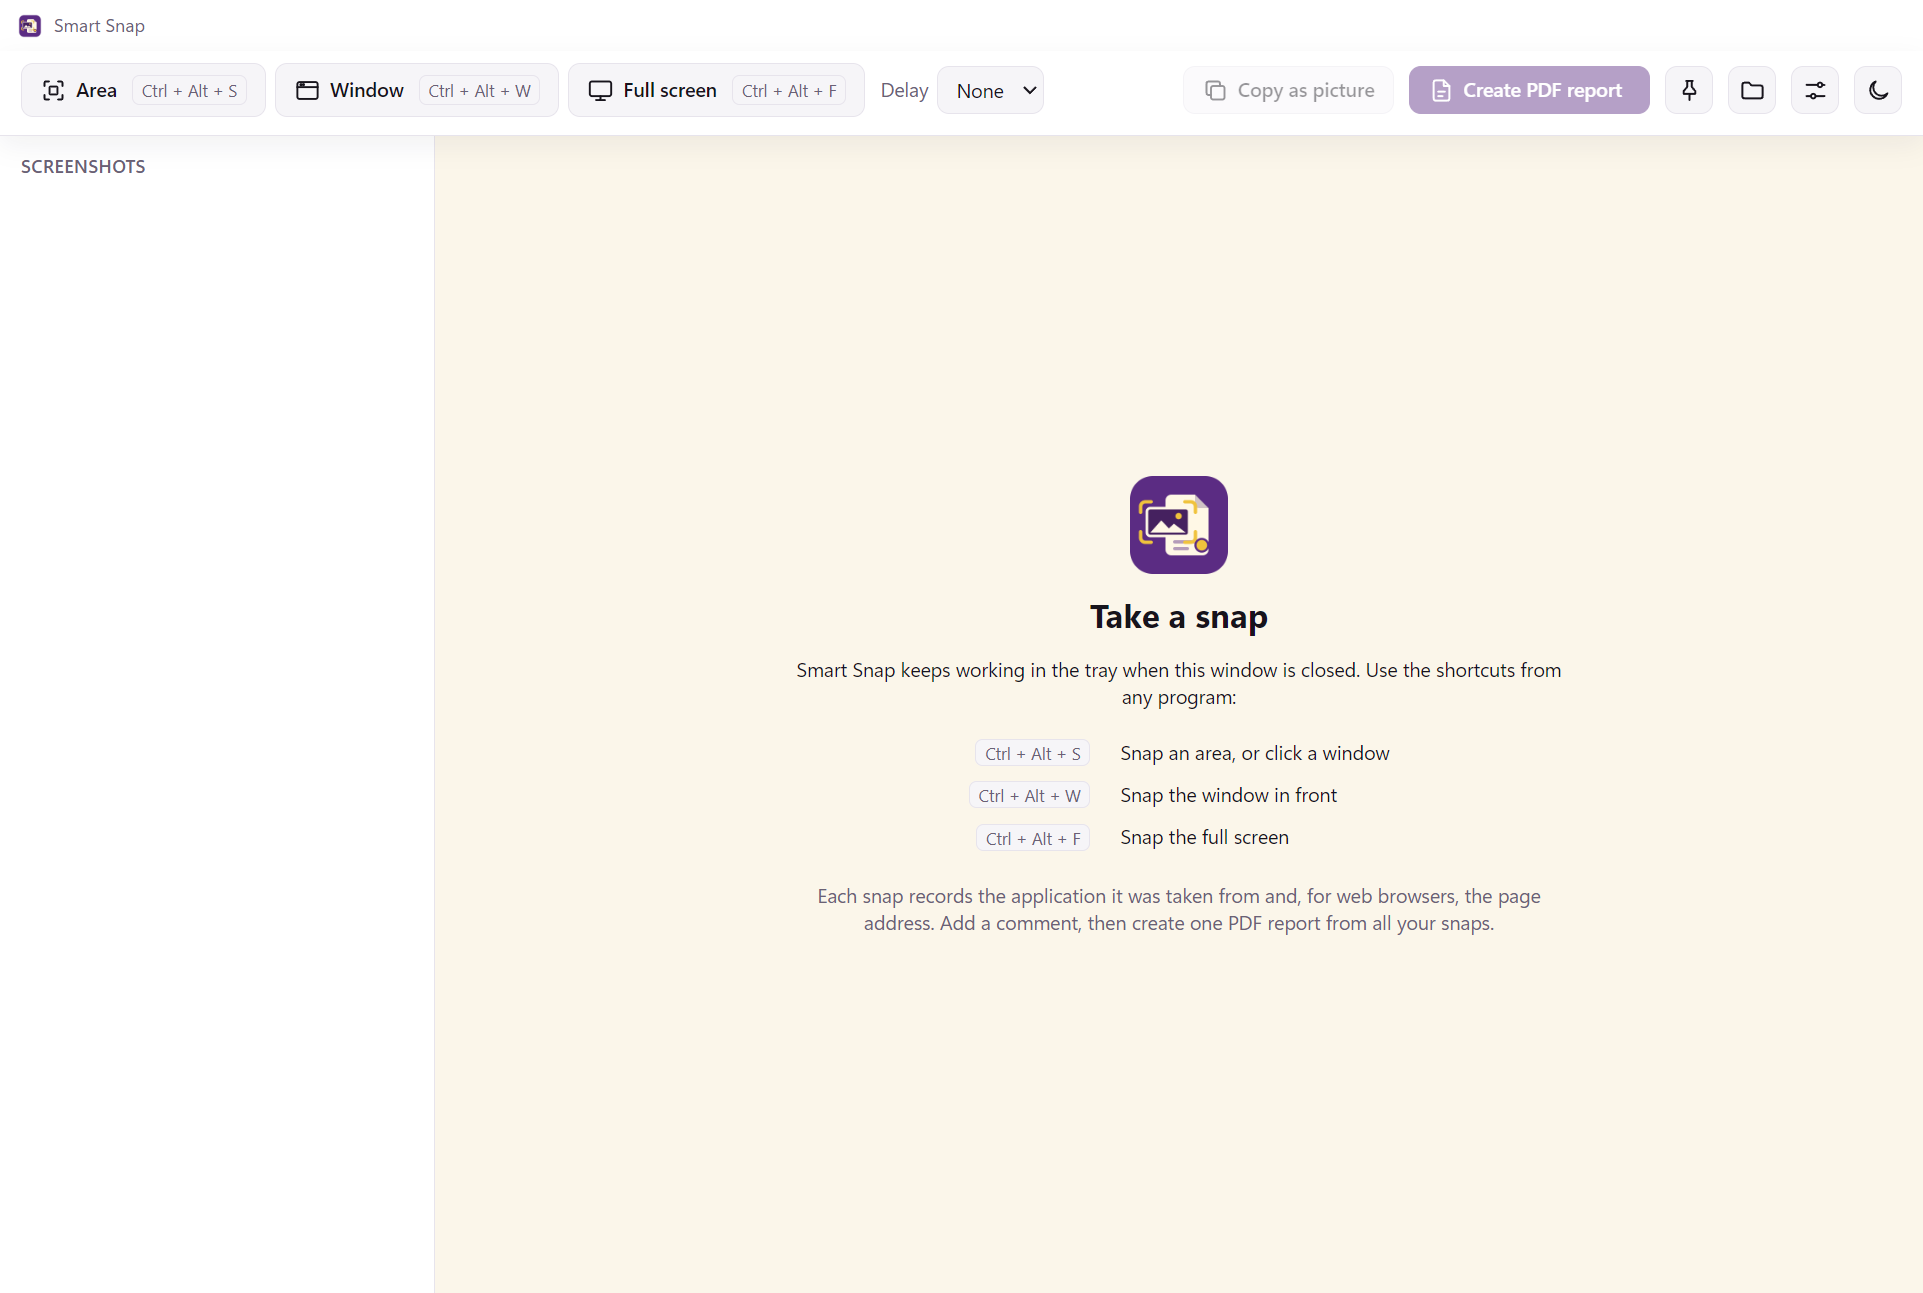 Smart Snap
Area Ctrl + Alt + S Window Ctrl + Alt + W Full screen Ctrl + Alt + F Delay None Copy as picture Create PDF report
SCREENSHOTS
Take a snap
Smart Snap keeps working in the tray when this window is closed. Use the shortcuts from
any program:
Ctrl + Alt + S Snap an area, or click a window
Ctrl + Alt + W Snap the window in front
Ctrl + Alt + F Snap the full screen
Each snap records the application it was taken from and, for web browsers, the page
address. Add a comment, then create one PDF report from all your snaps.